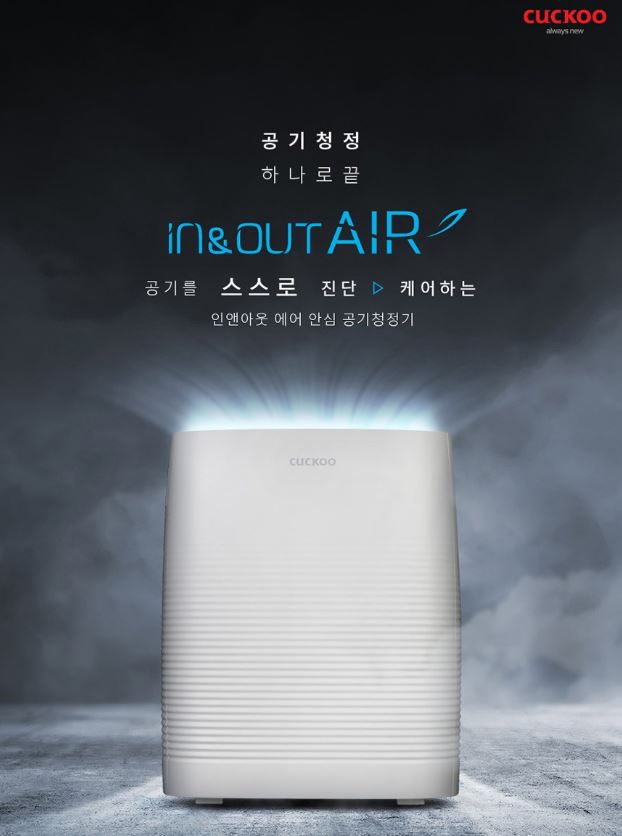 CUCKOO
always new
공기청정
하나로끝
in&OUT AIR
공기를 스스로 진단 ▷ 케어하는
인앤아웃 에어 안심 공기청정기
CUCKOO